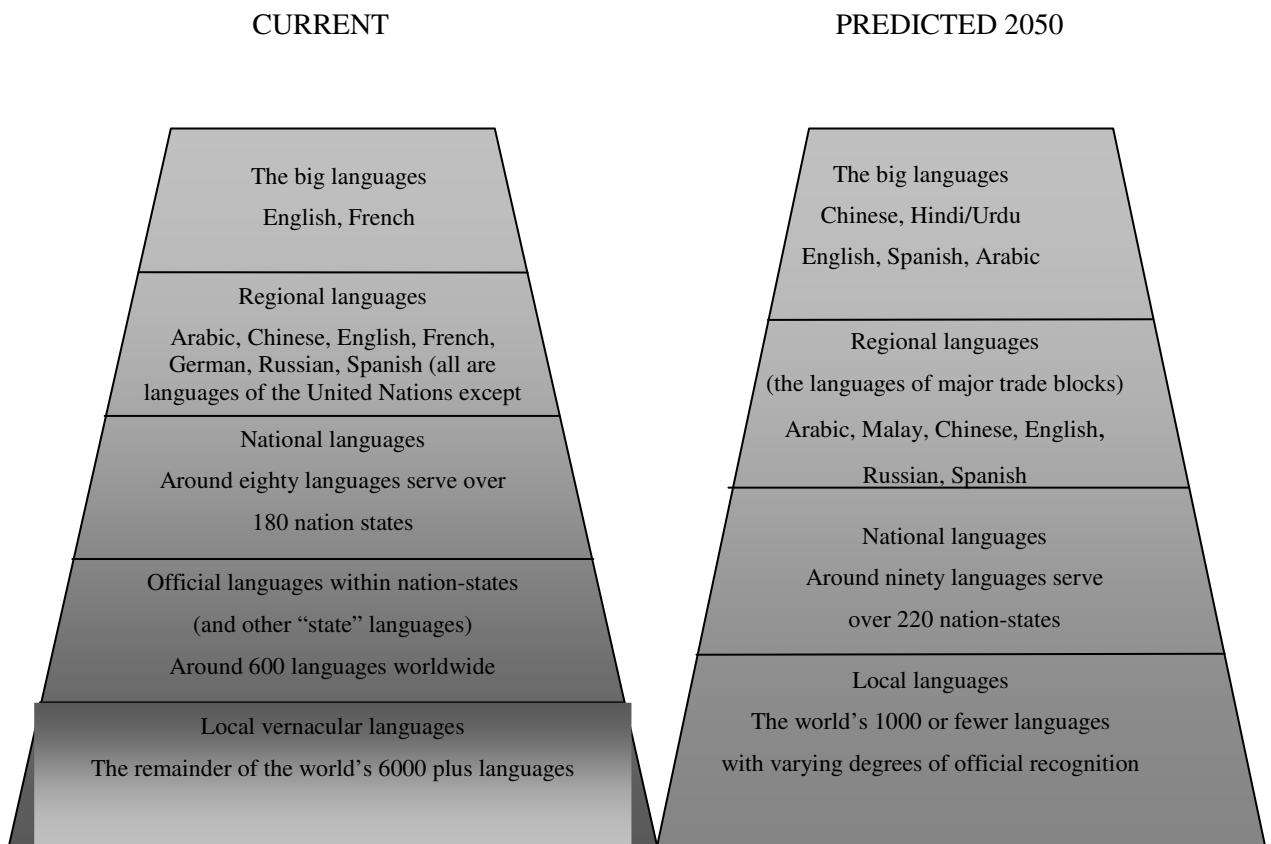 CURRENT
The big languages
English, French
Regional languages
Arabic, Chinese, English, French,
German, Russian, Spanish (all are
languages of the United Nations except
National languages
Around eighty languages serve over
180 nation states
Official languages within nation-states
(and other “state” languages)
Around 600 languages worldwide
Local vernacular languages
The remainder of the world’s 6000 plus languages
PREDICTED 2050
The big languages
Chinese, Hindi/Urdu
English, Spanish, Arabic
Regional languages
(the languages of major trade blocks)
Arabic, Malay, Chinese, English,
Russian, Spanish
National languages
Around ninety languages serve
over 220 nation-states
Local languages
The world’s 1000 or fewer languages
with varying degrees of official recognition